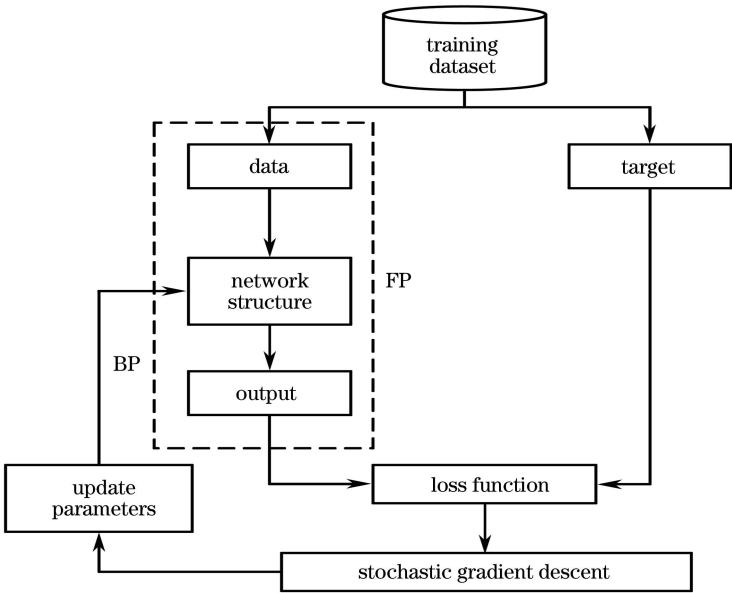 training
dataset
data
target
network
structure
FP
BP
output
update
parameters
loss function
stochastic gradient descent